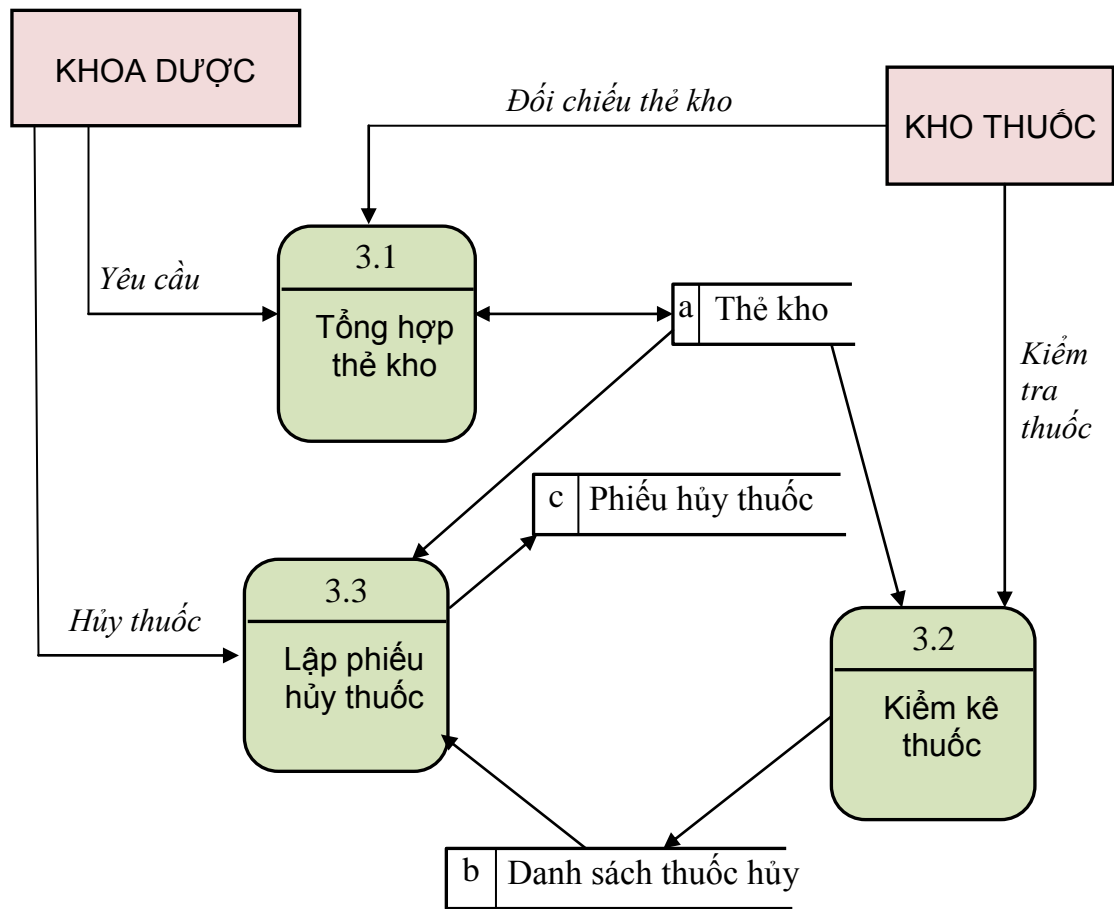 KHOA DƯỢC
Đối chiếu thẻ kho
KHO THUỐC
3.1
Yêu cầu
Tổng hợp
thẻ kho
a
Thẻ kho
Kiểm
tra
thuốc
c
Phiếu hủy thuốc
3.3
Hủy thuốc
Lập phiếu
hủy thuốc
3.2
Kiểm kê
thuốc
b
Danh sách thuốc hủy